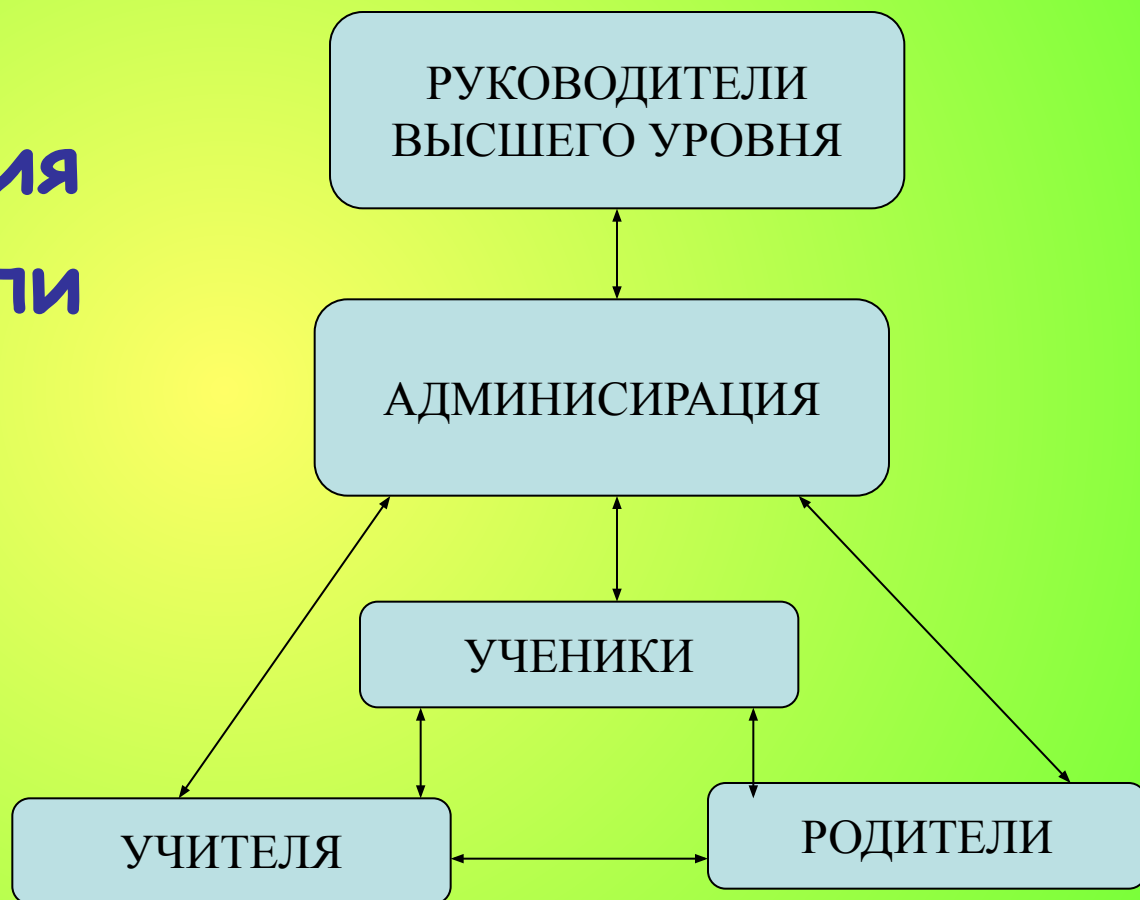 РУКОВОДИТЕЛИ
ВЫСШЕГО УРОВНЯ
АДМИНИСИРАЦИЯ
УЧЕНИКИ
УЧИТЕЛЯ
РОДИТЕЛИ